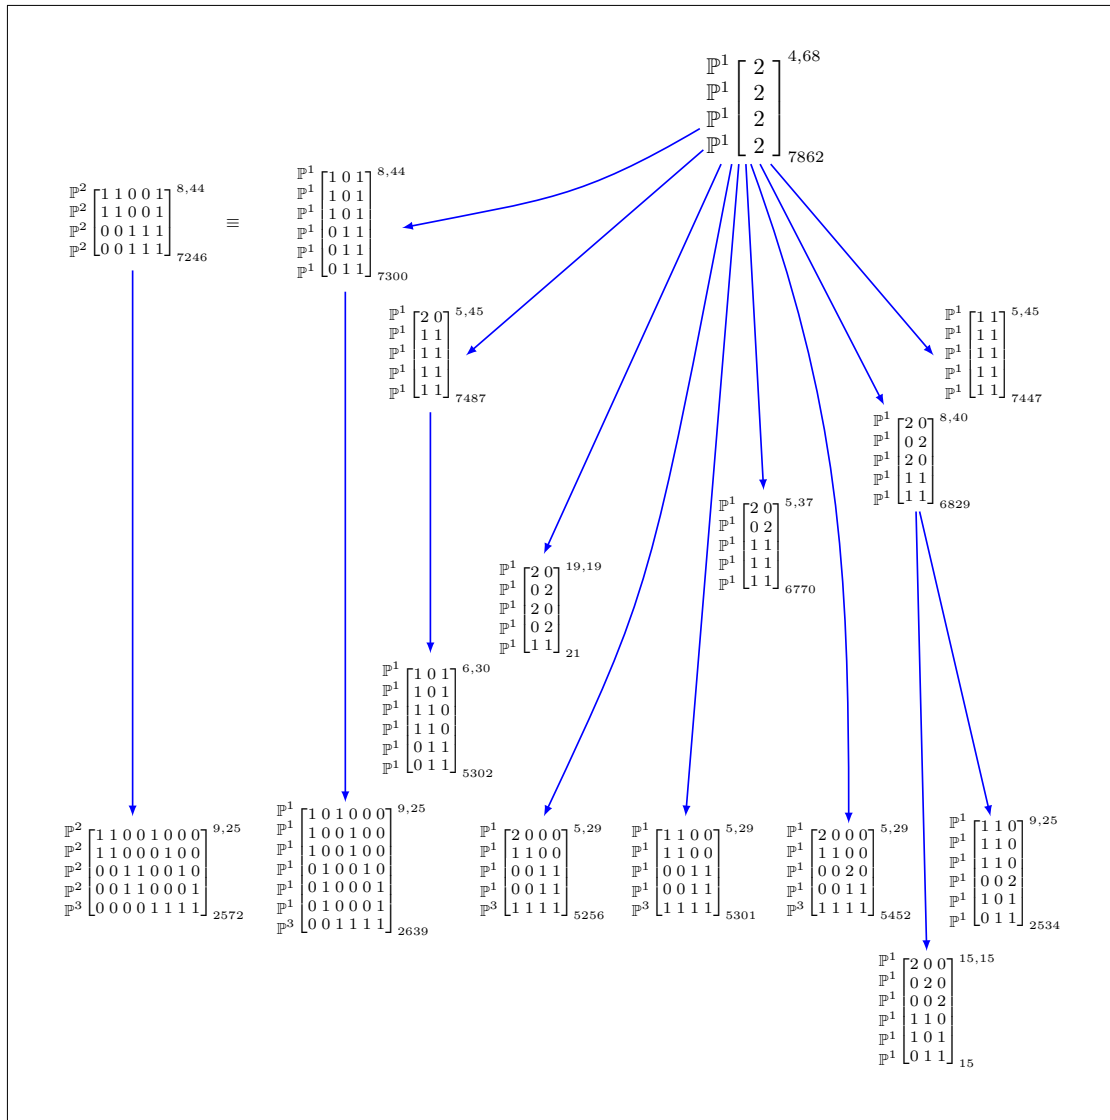 ℙ¹ [ 2 ] 4,68
ℙ¹ [ 2 ]
ℙ¹ [ 2 ]
ℙ¹ [ 2 ] 7862
ℙ² [1 1 0 0 1] 8,44
ℙ² [1 1 0 0 1]
ℙ² [0 0 1 1 1]
ℙ² [0 0 1 1 1] 7246
≡
ℙ¹ [1 0 1] 8,44
ℙ¹ [1 0 1]
ℙ¹ [1 0 1]
ℙ¹ [0 1 1]
ℙ¹ [0 1 1]
ℙ¹ [0 1 1] 7300
ℙ¹ [2 0] 5,45
ℙ¹ [1 1]
ℙ¹ [1 1]
ℙ¹ [1 1]
ℙ¹ [1 1] 7487
ℙ¹ [1 1] 5,45
ℙ¹ [1 1]
ℙ¹ [1 1]
ℙ¹ [1 1]
ℙ¹ [1 1] 7447
ℙ¹ [2 0] 8,40
ℙ¹ [0 2]
ℙ¹ [2 0]
ℙ¹ [1 1]
ℙ¹ [1 1] 6829
ℙ¹ [2 0] 5,37
ℙ¹ [0 2]
ℙ¹ [1 1]
ℙ¹ [1 1]
ℙ¹ [1 1] 6770
ℙ¹ [2 0] 19,19
ℙ¹ [0 2]
ℙ¹ [2 0]
ℙ¹ [0 2]
ℙ¹ [1 1] 21
ℙ¹ [1 0 1] 6,30
ℙ¹ [1 0 1]
ℙ¹ [1 1 0]
ℙ¹ [1 1 0]
ℙ¹ [0 1 1]
ℙ¹ [0 1 1] 5302
ℙ² [1 1 0 0 1 0 0 0] 9,25
ℙ² [1 1 0 0 0 1 0 0]
ℙ² [0 0 1 1 0 0 1 0]
ℙ² [0 0 1 1 0 0 0 1]
ℙ³ [0 0 0 0 1 1 1 1] 2572
ℙ¹ [1 0 1 0 0 0] 9,25
ℙ¹ [1 0 0 1 0 0]
ℙ¹ [1 0 0 1 0 0]
ℙ¹ [0 1 0 0 1 0]
ℙ¹ [0 1 0 0 0 1]
ℙ¹ [0 1 0 0 0 1]
ℙ³ [0 0 1 1 1 1] 2639
ℙ¹ [2 0 0 0] 5,29
ℙ¹ [1 1 0 0]
ℙ¹ [0 0 1 1]
ℙ¹ [0 0 1 1]
ℙ³ [1 1 1 1] 5256
ℙ¹ [1 1 0 0] 5,29
ℙ¹ [1 1 0 0]
ℙ¹ [0 0 1 1]
ℙ¹ [0 0 1 1]
ℙ³ [1 1 1 1] 5301
ℙ¹ [2 0 0 0] 5,29
ℙ¹ [1 1 0 0]
ℙ¹ [0 0 2 0]
ℙ¹ [0 0 1 1]
ℙ³ [1 1 1 1] 5452
ℙ¹ [1 1 0] 9,25
ℙ¹ [1 1 0]
ℙ¹ [1 1 0]
ℙ¹ [0 0 2]
ℙ¹ [1 0 1]
ℙ¹ [0 1 1] 2534
ℙ¹ [2 0 0] 15,15
ℙ¹ [0 2 0]
ℙ¹ [0 0 2]
ℙ¹ [1 1 0]
ℙ¹ [1 0 1]
ℙ¹ [0 1 1] 15